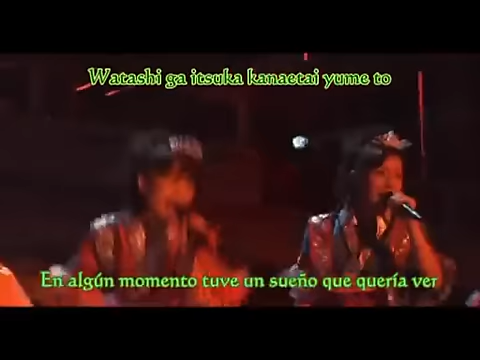 Watashi ga itsuka kanaetai yume to
En algún momento tuve un sueño que quería ver